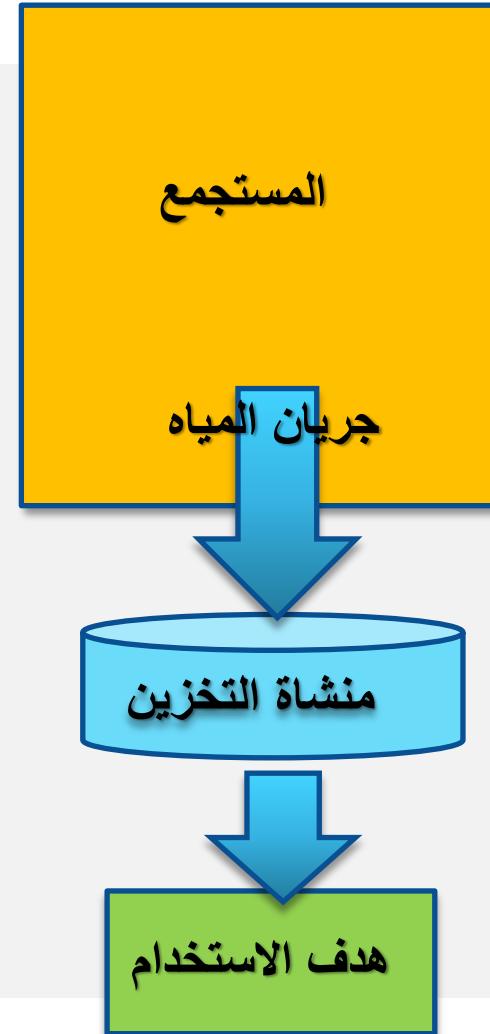 المستجمع
جريان المياه
منشاة التخزين
هدف الاستخدام